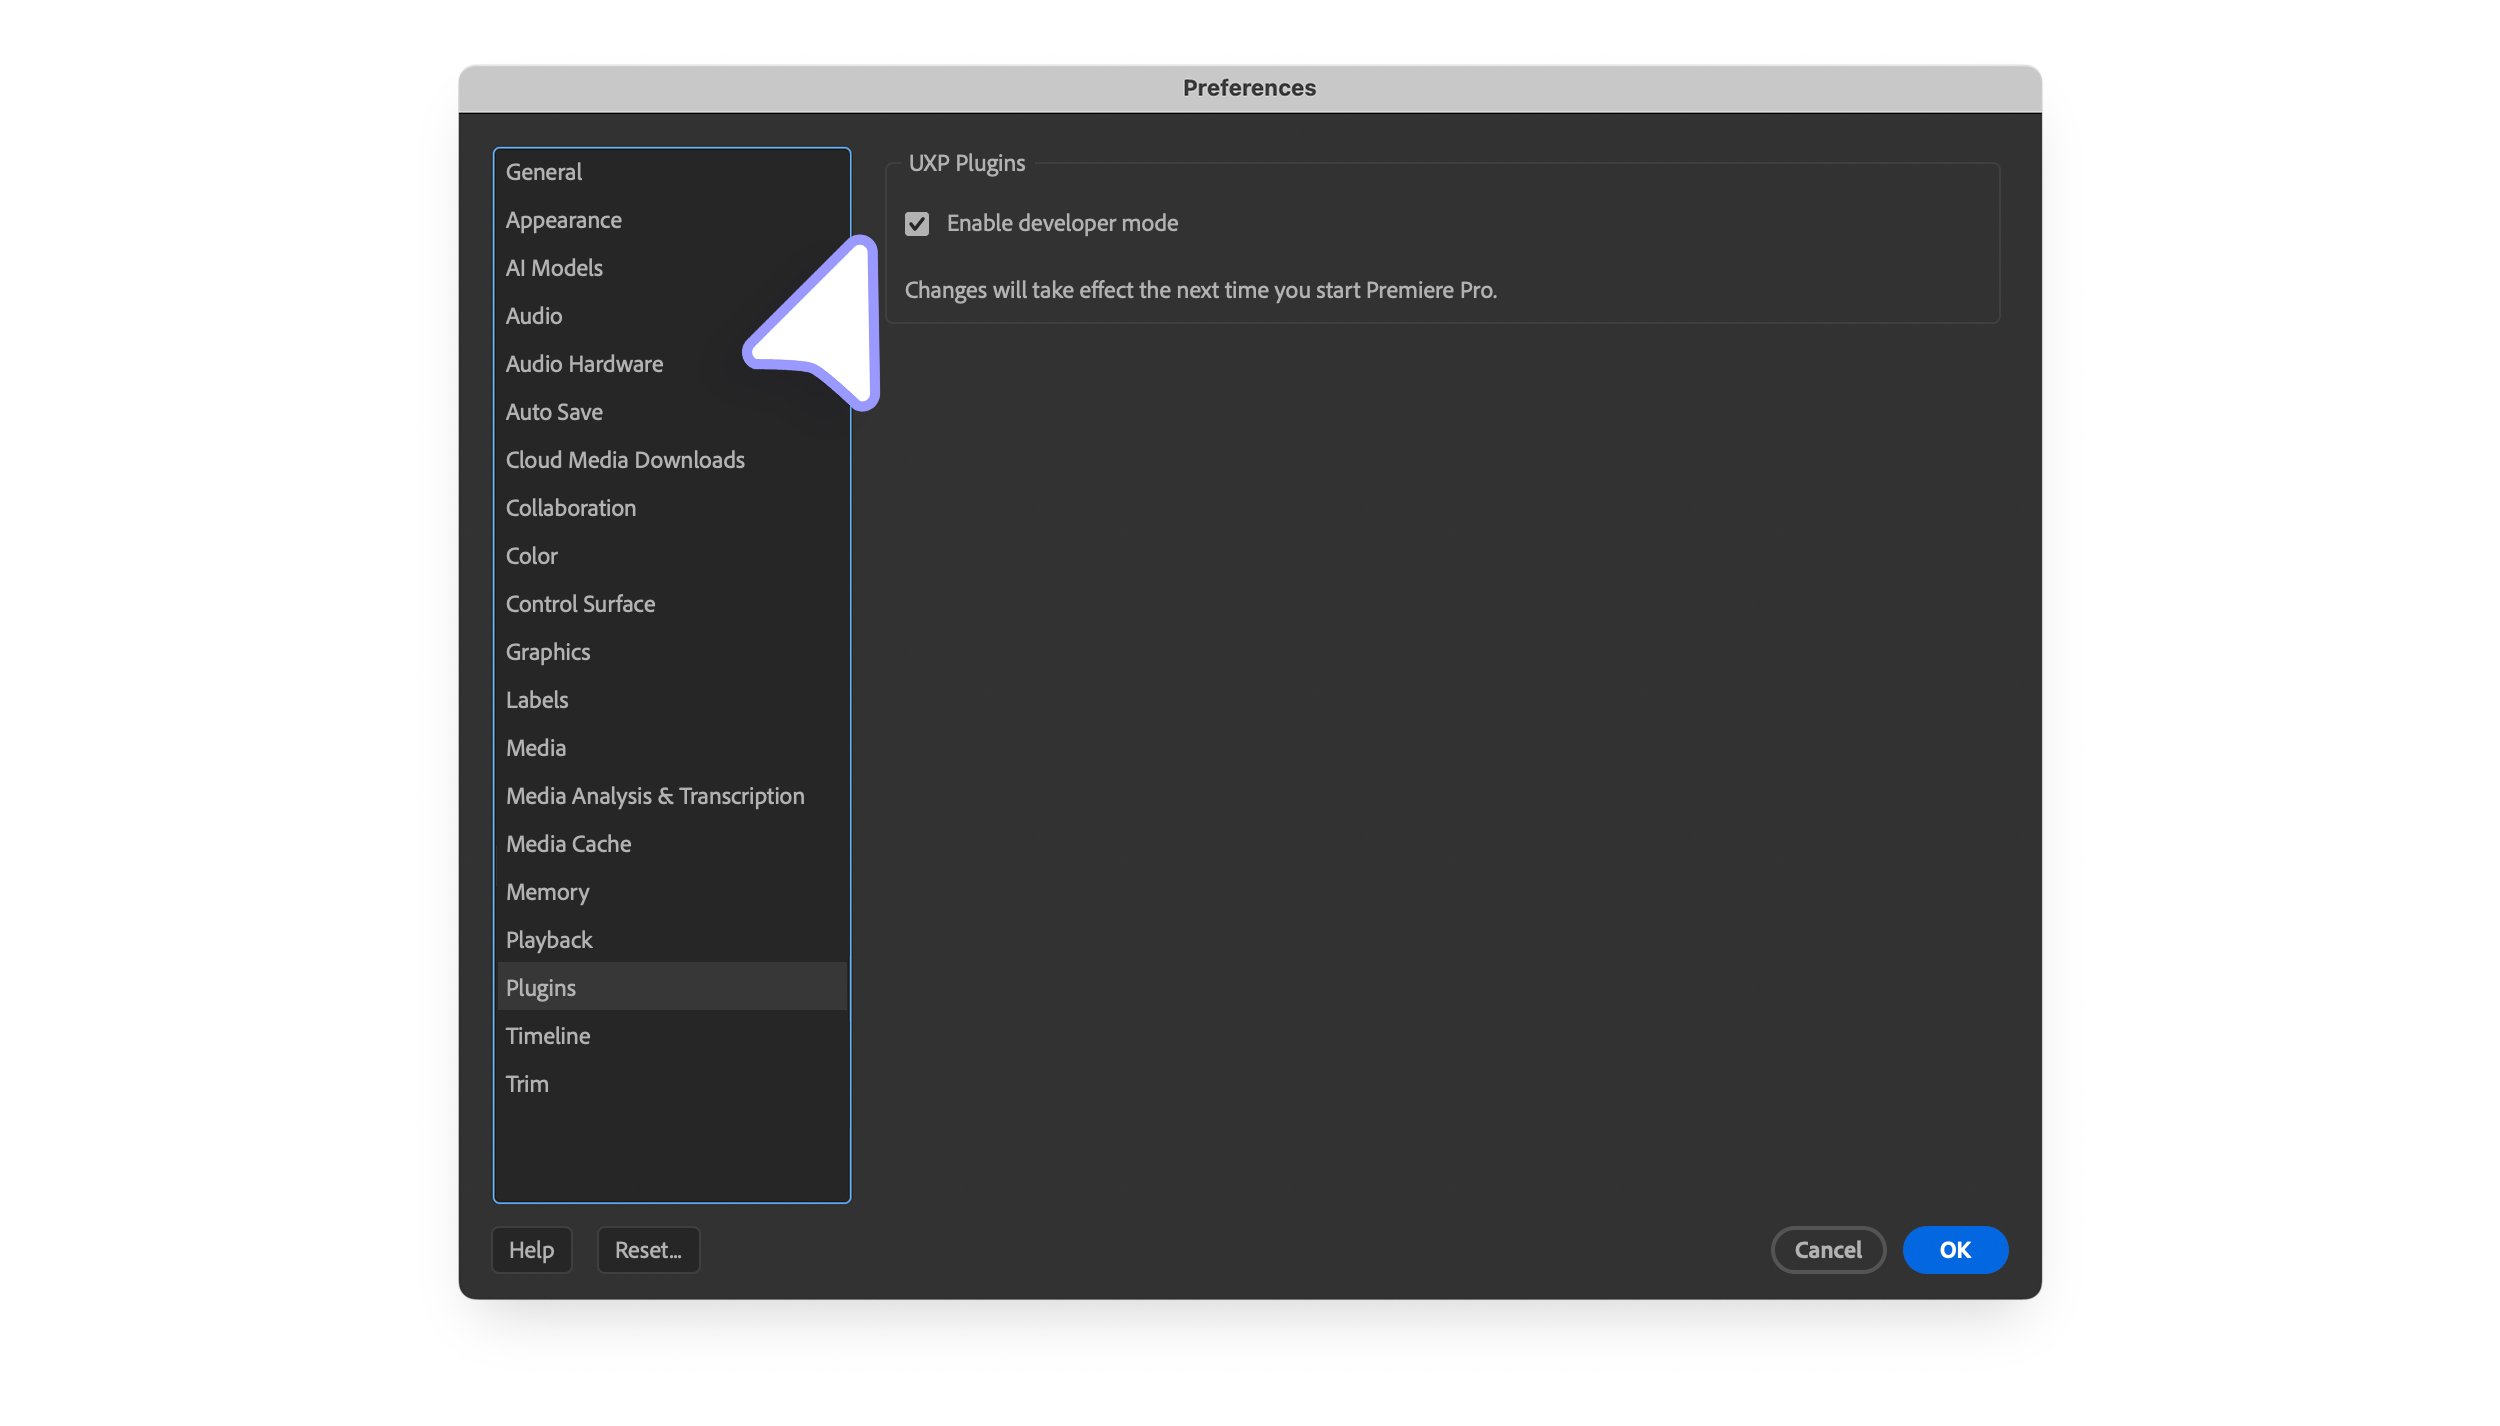 Preferences
General
Appearance
AI Models
Audio
Audio Hardware
Auto Save
Cloud Media Downloads
Collaboration
Color
Control Surface
Graphics
Labels
Media
Media Analysis & Transcription
Media Cache
Memory
Playback
Plugins
Timeline
Trim
UXP Plugins
Enable developer mode
Changes will take effect the next time you start Premiere Pro.
Help
Reset...
Cancel
OK